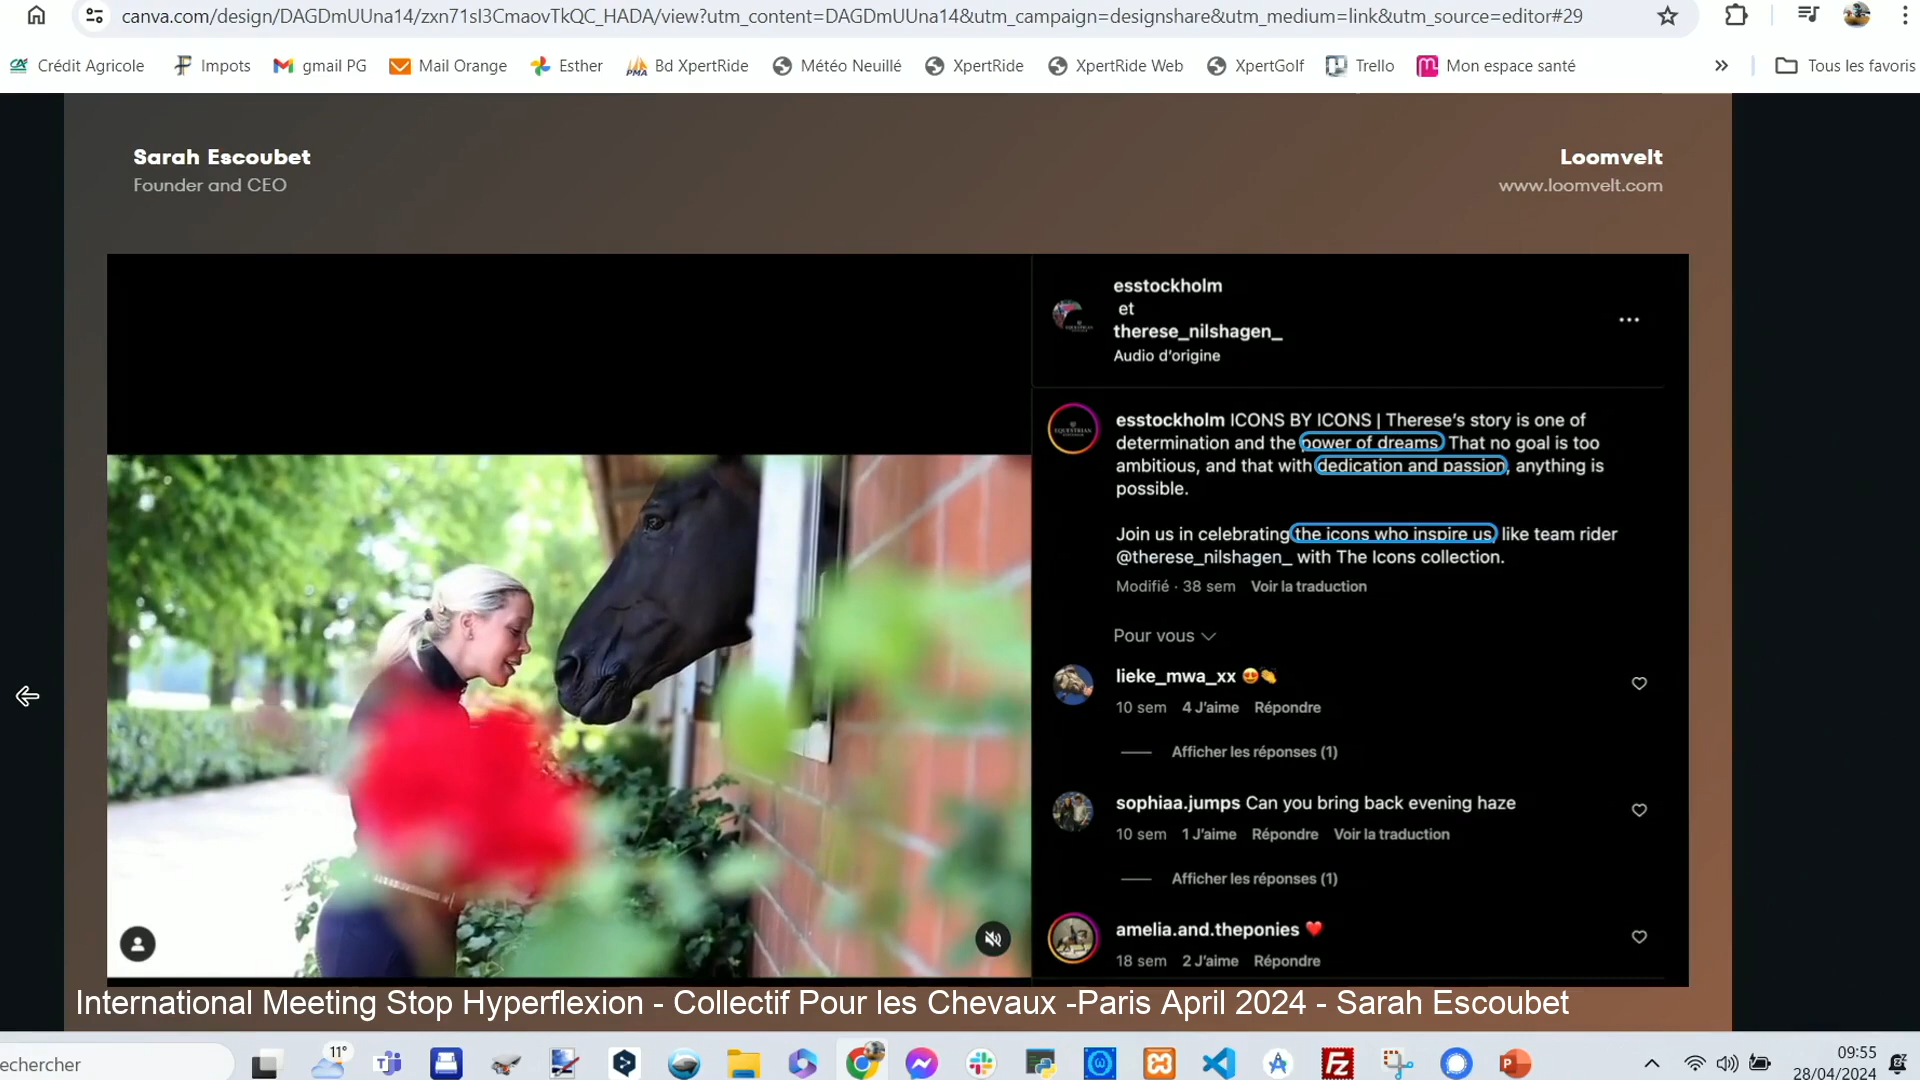 canva.com/design/DAGDmUUna14/zxn71sI3CmaovTkQC_HADA/view?utm_content=DAGDmUUna14&utm_campaign=designshare&utm_medium=link&utm_source=editor#29
Crédit Agricole
Impots
gmail PG
Mail Orange
Esther
Bd XpertRide
Météo Neuillé
XpertRide
XpertRide Web
XpertGolf
Trello
Mon espace santé
Tous les favoris
Sarah Escoubet
Founder and CEO
Loomvelt
www.loomvelt.com
esstockholm
et
therese_nilshagen_
Audio d'origine
esstockholm ICONS BY ICONS | Therese's story is one of
determination and the power of dreams. That no goal is too
ambitious, and that with dedication and passion, anything is
possible.
Join us in celebrating the icons who inspire us, like team rider
@therese_nilshagen_ with The Icons collection.
Modifié · 38 sem Voir la traduction
Pour vous
lieke_mwa_xx 😍👏
10 sem 4 J'aime Répondre
Afficher les réponses (1)
sophiaa.jumps Can you bring back evening haze
10 sem 1 J'aime Répondre Voir la traduction
Afficher les réponses (1)
amelia.and.theponies ❤️
18 sem 2 J'aime Répondre
International Meeting Stop Hyperflexion - Collectif Pour les Chevaux -Paris April 2024 - Sarah Escoubet
echercher
11°
09:55
28/04/2024